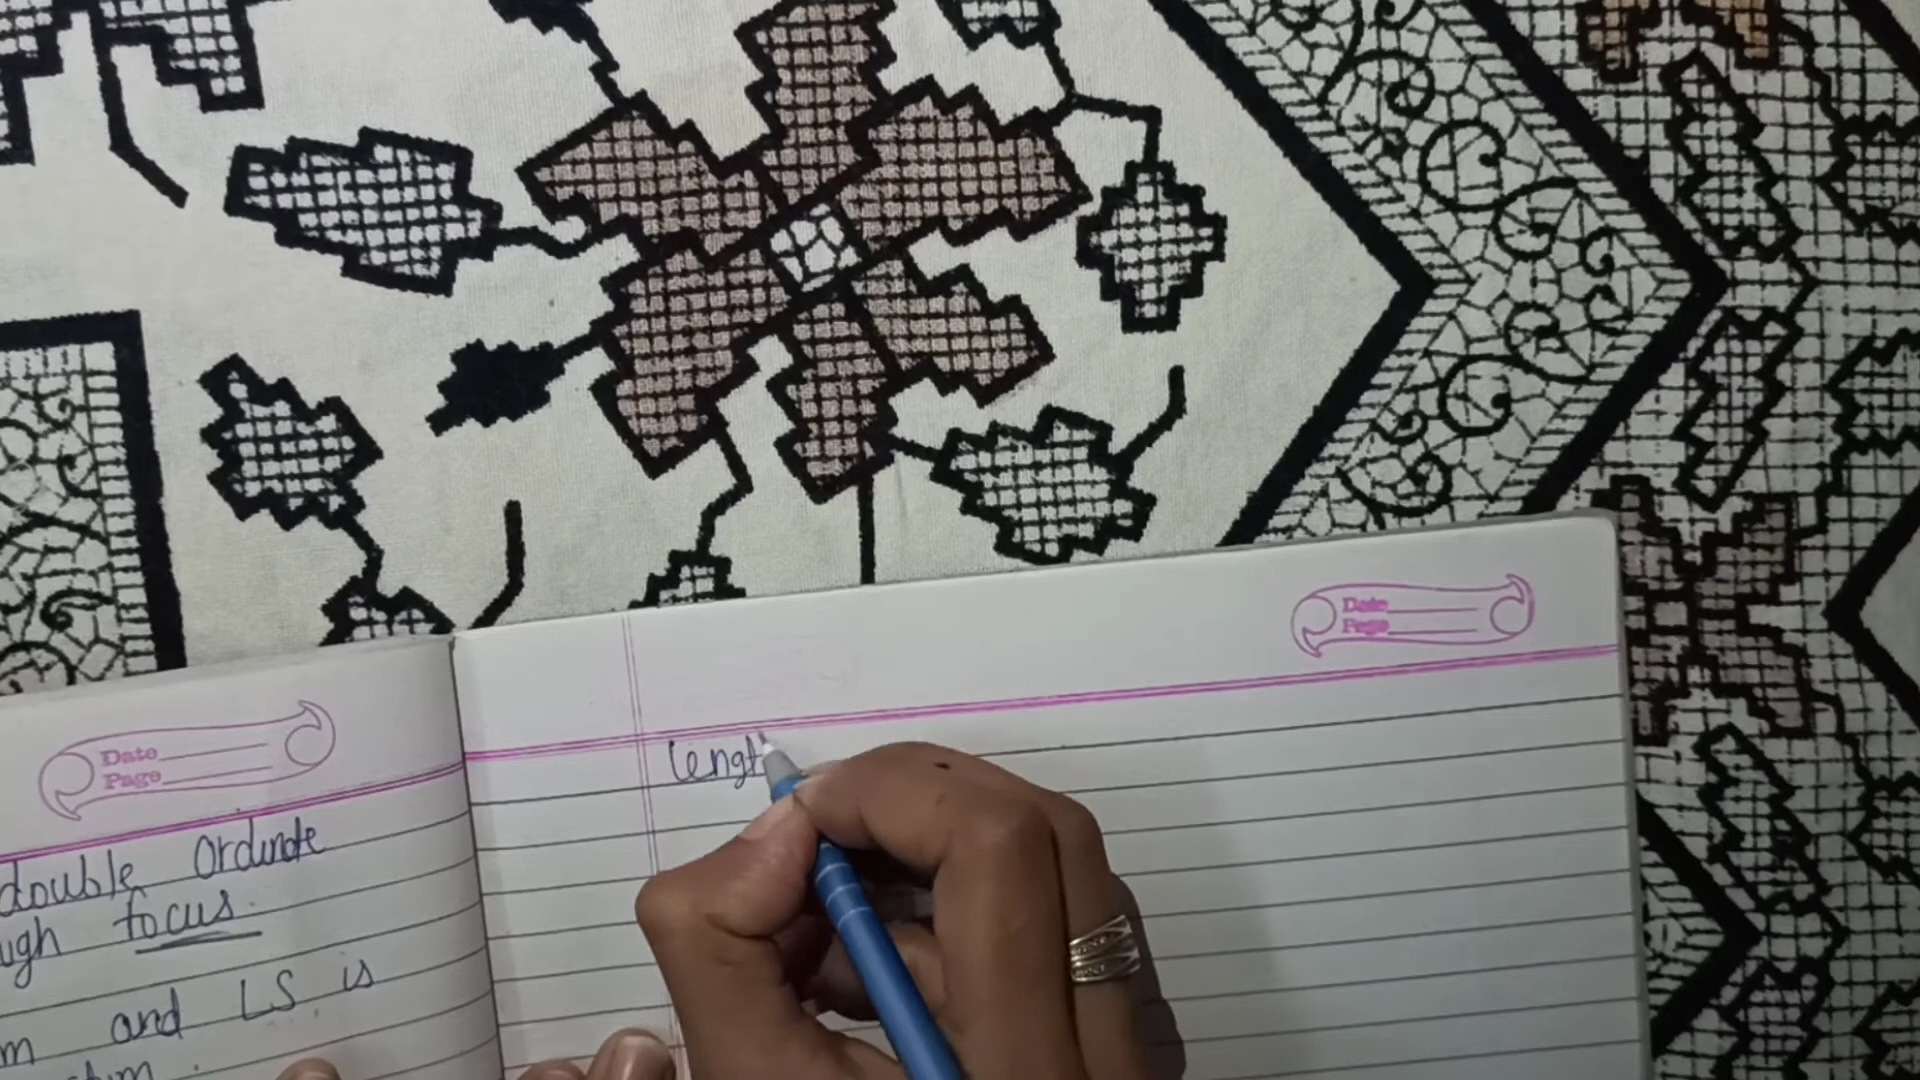 Date
Page
double Ordinate
ugh focus.
m and LS is
Date
Page
lengt